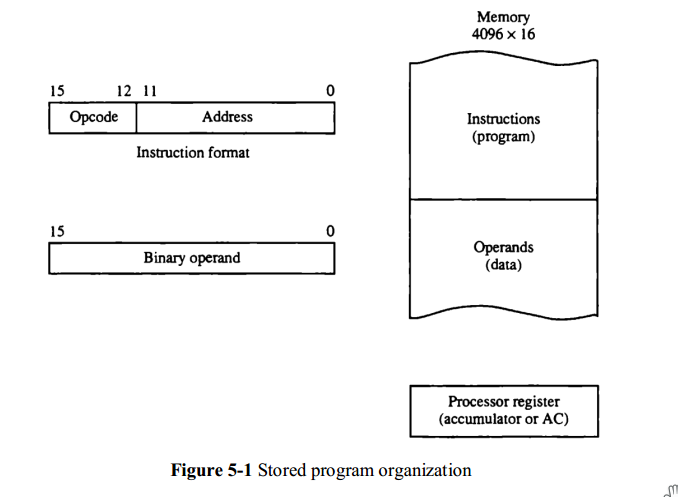 Memory
4096 × 16
15 12 11 0
Opcode Address
Instruction format
Instructions
(program)
15 0
Binary operand
Operands
(data)
Processor register
(accumulator or AC)
Figure 5-1 Stored program organization